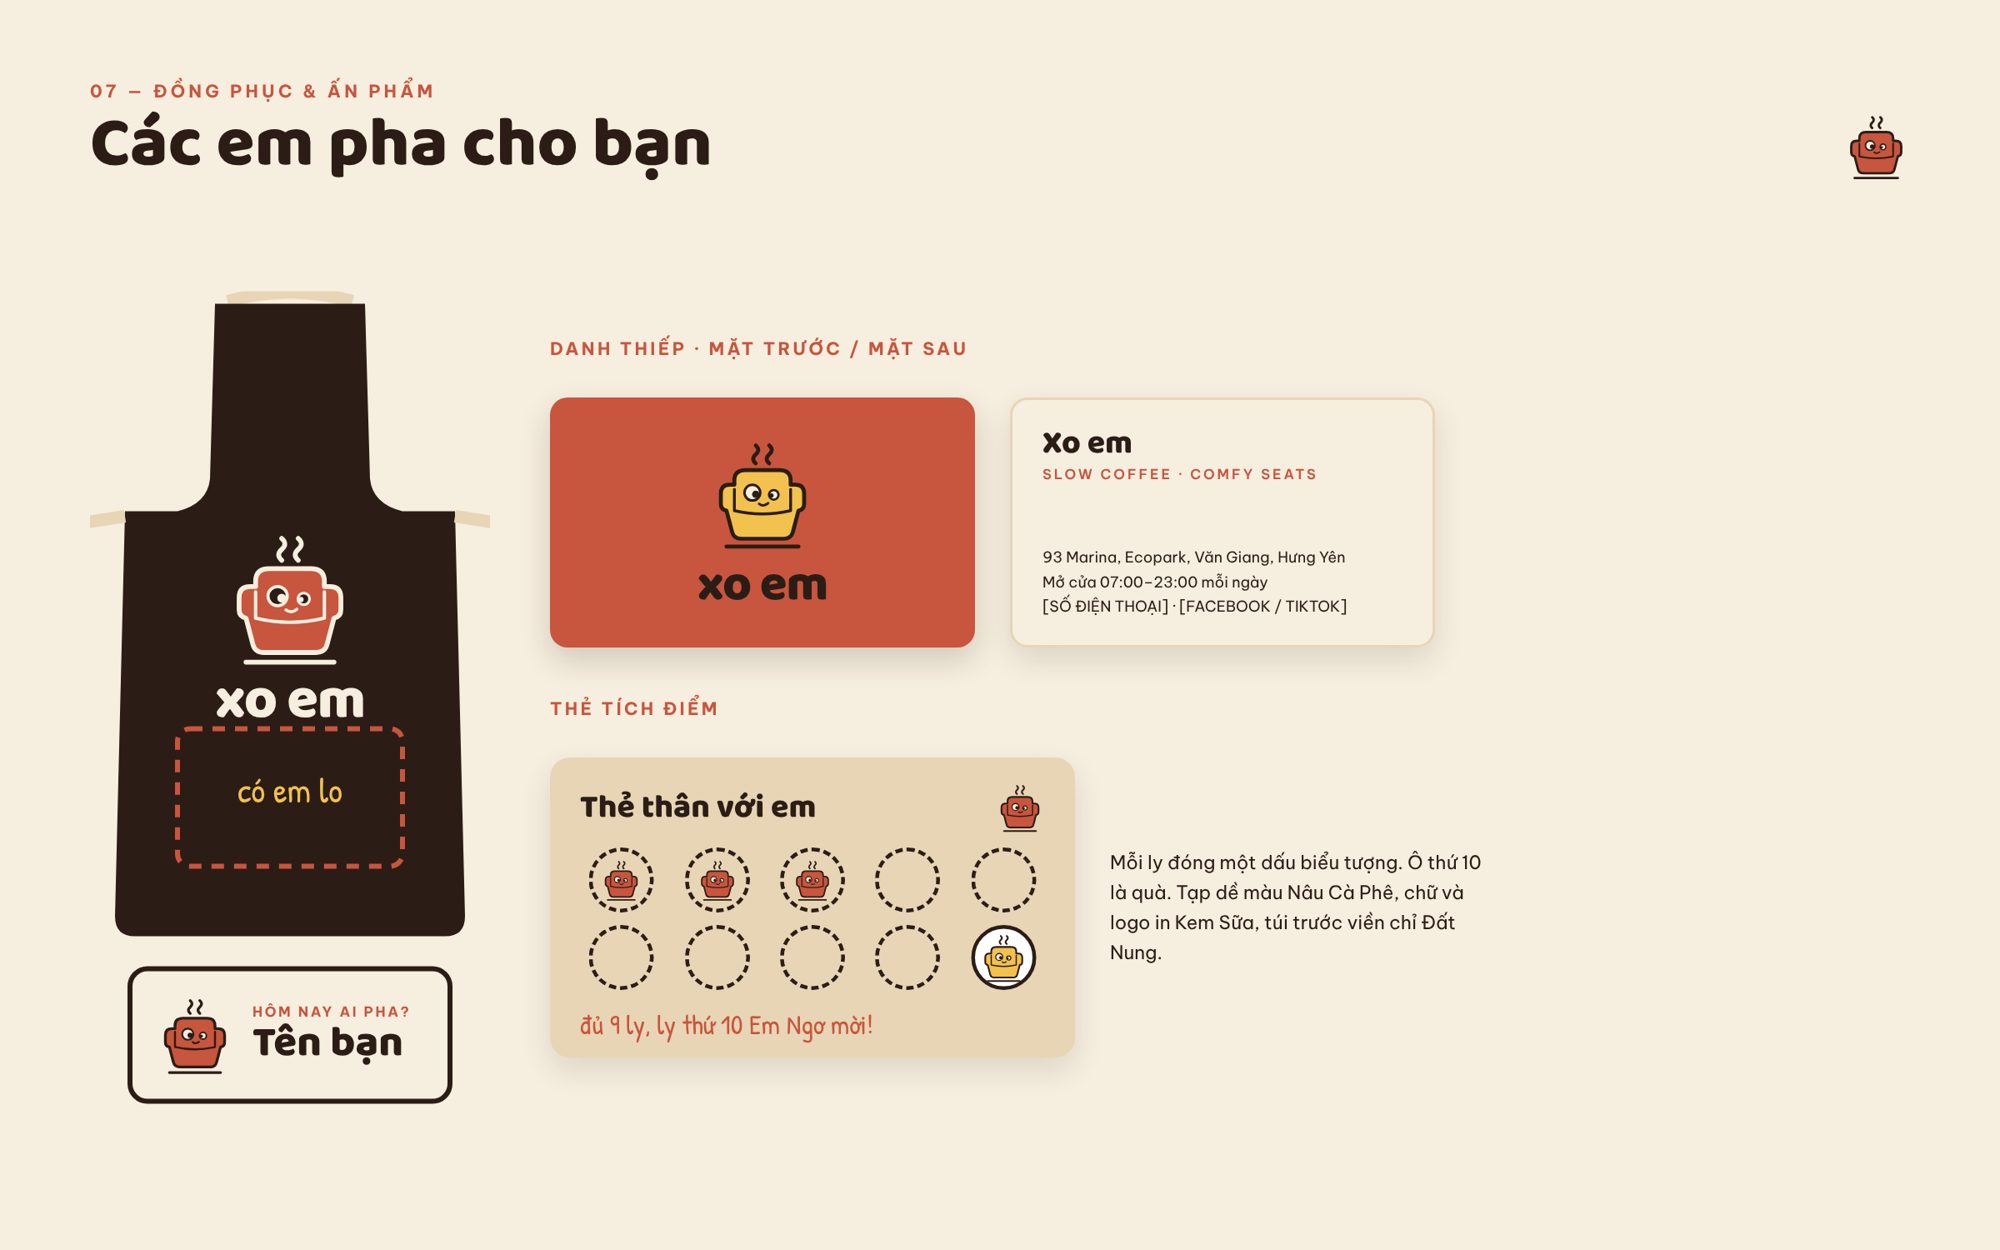 07 — ĐỒNG PHỤC & ẤN PHẨM
Các em pha cho bạn
xo em
có em lo
HÔM NAY AI PHA?
Tên bạn
DANH THIẾP · MẶT TRƯỚC / MẶT SAU
xo em
Xo em
SLOW COFFEE · COMFY SEATS
93 Marina, Ecopark, Văn Giang, Hưng Yên
Mở cửa 07:00–23:00 mỗi ngày
[SỐ ĐIỆN THOẠI] · [FACEBOOK / TIKTOK]
THẺ TÍCH ĐIỂM
Thẻ thân với em
đủ 9 ly, ly thứ 10 Em Ngơ mời!
Mỗi ly đóng một dấu biểu tượng. Ô thứ 10
là quà. Tạp dề màu Nâu Cà Phê, chữ và
logo in Kem Sữa, túi trước viền chỉ Đất
Nung.